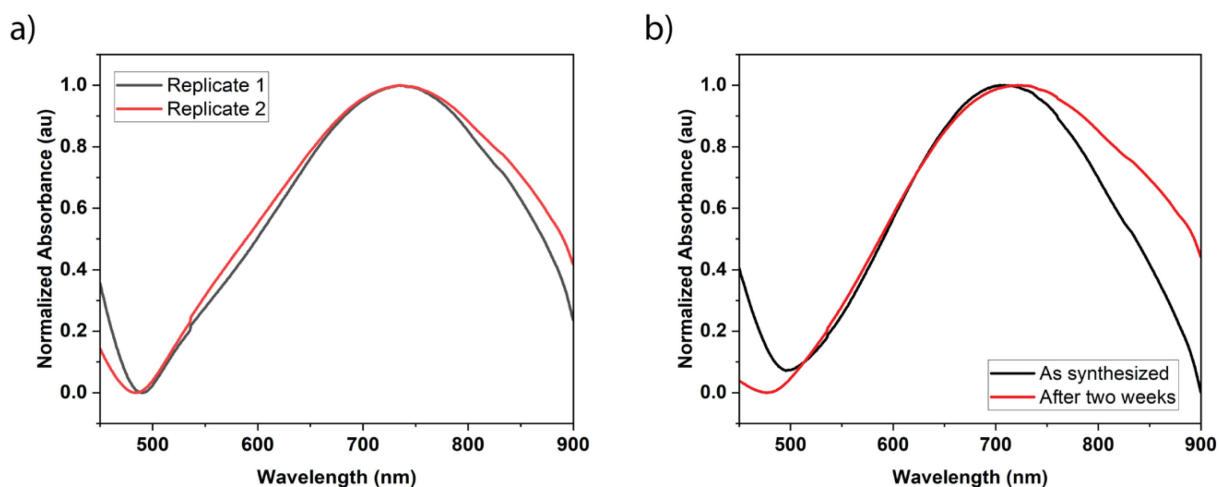 a)
Normalized Absorbance (au)
1.0
0.8
0.6
0.4
0.2
0.0
Replicate 1
Replicate 2
500 600 700 800 900
Wavelength (nm)
b)
Normalized Absorbance (au)
1.0
0.8
0.6
0.4
0.2
0.0
As synthesized
After two weeks
500 600 700 800 900
Wavelength (nm)